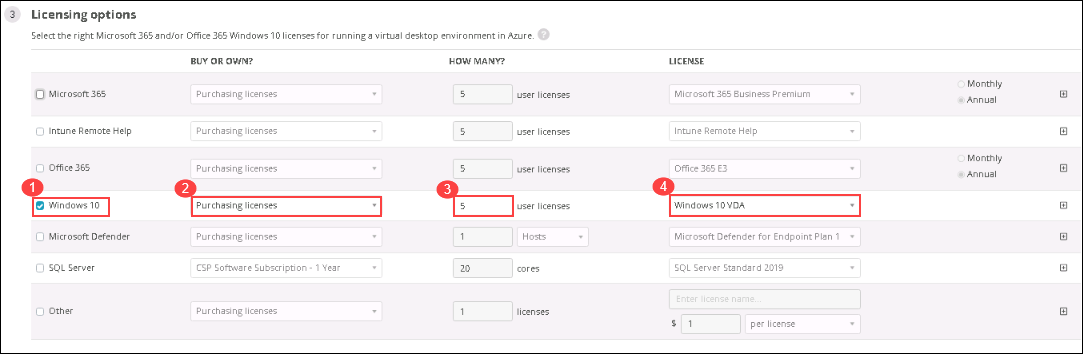 3 Licensing options
Select the right Microsoft 365 and/or Office 365 Windows 10 licenses for running a virtual desktop environment in Azure. ?
BUY OR OWN? HOW MANY? LICENSE
Microsoft 365 Purchasing licenses 5 user licenses Microsoft 365 Business Premium Monthly
Annual
Intune Remote Help Purchasing licenses 5 user licenses Intune Remote Help
Office 365 Purchasing licenses 5 user licenses Office 365 E3 Monthly
Annual
1 2 3 4
Windows 10 Purchasing licenses 5 user licenses Windows 10 VDA
Microsoft Defender Purchasing licenses 1 Hosts Microsoft Defender for Endpoint Plan 1
SQL Server CSP Software Subscription - 1 Year 20 cores SQL Server Standard 2019
Other Purchasing licenses 1 licenses Enter license name...
$ 1 per license